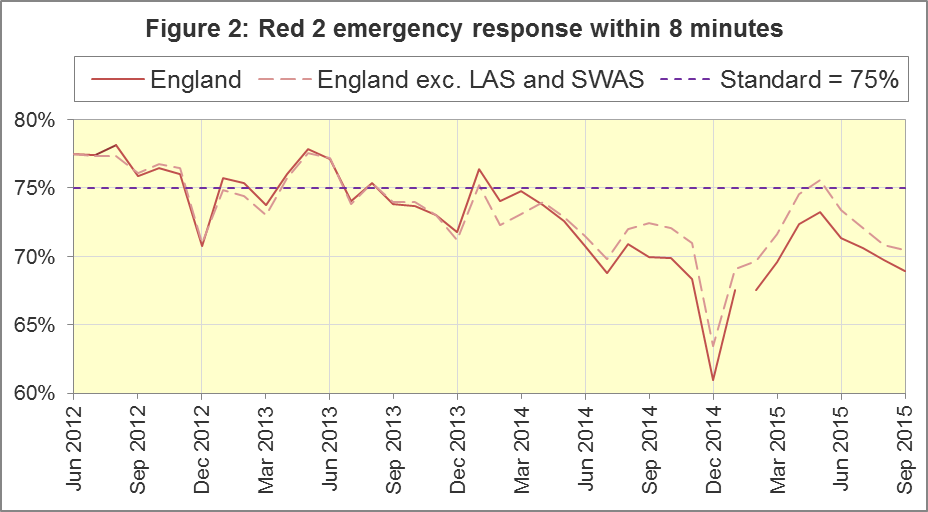 Figure 2: Red 2 emergency response within 8 minutes
England England exc. LAS and SWAS Standard = 75%
80%
75%
70%
65%
60%
Jun 2012
Sep 2012
Dec 2012
Mar 2013
Jun 2013
Sep 2013
Dec 2013
Mar 2014
Jun 2014
Sep 2014
Dec 2014
Mar 2015
Jun 2015
Sep 2015